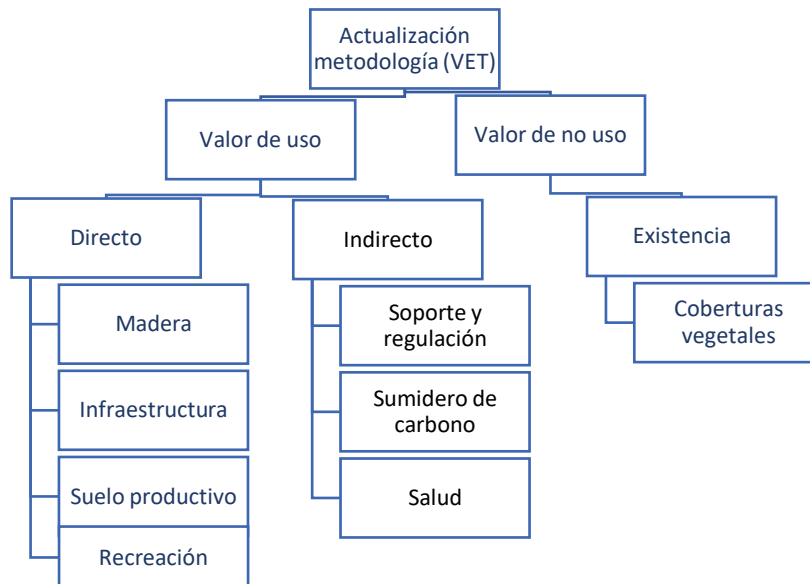 Actualización
metodología (VET)
Valor de uso
Valor de no uso
Directo
Indirecto
Existencia
Madera
Infraestructura
Suelo productivo
Recreación
Soporte y
regulación
Sumidero de
carbono
Salud
Coberturas
vegetales